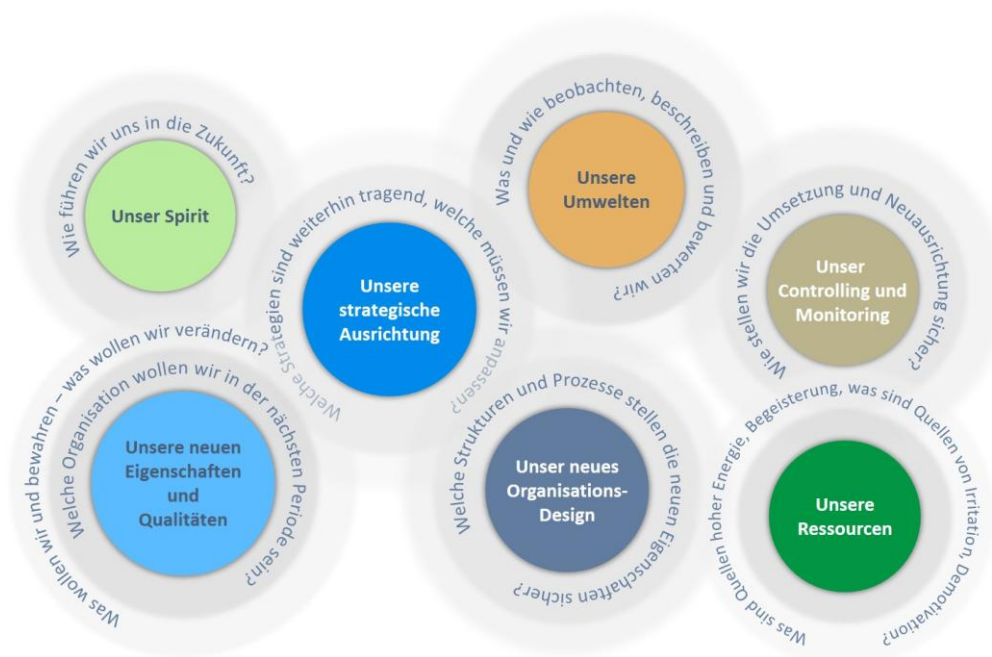 Wie führen wir uns in die Zukunft?
Unser Spirit
Welche Strategien sind weiterhin tragend, welche müssen wir anpassen?
Unsere
strategische
Ausrichtung
Was und wie beobachten, beschreiben und bewerten wir?
Unsere
Umwelten
Wie stellen wir die Umsetzung und Neuausrichtung sicher?
Unser
Controlling und
Monitoring
Was wollen wir und bewahren – was wollen wir verändern?
Welche Organisation wollen wir in der nächsten Periode sein?
Unsere neuen
Eigenschaften
und
Qualitäten
Welche Strukturen und Prozesse stellen die neuen Eigenschaften sicher?
Unser neues
Organisations-
Design
Was sind Quellen hoher Energie, Begeisterung, was sind Quellen von Irritation, Demotivation?
Unsere
Ressourcen